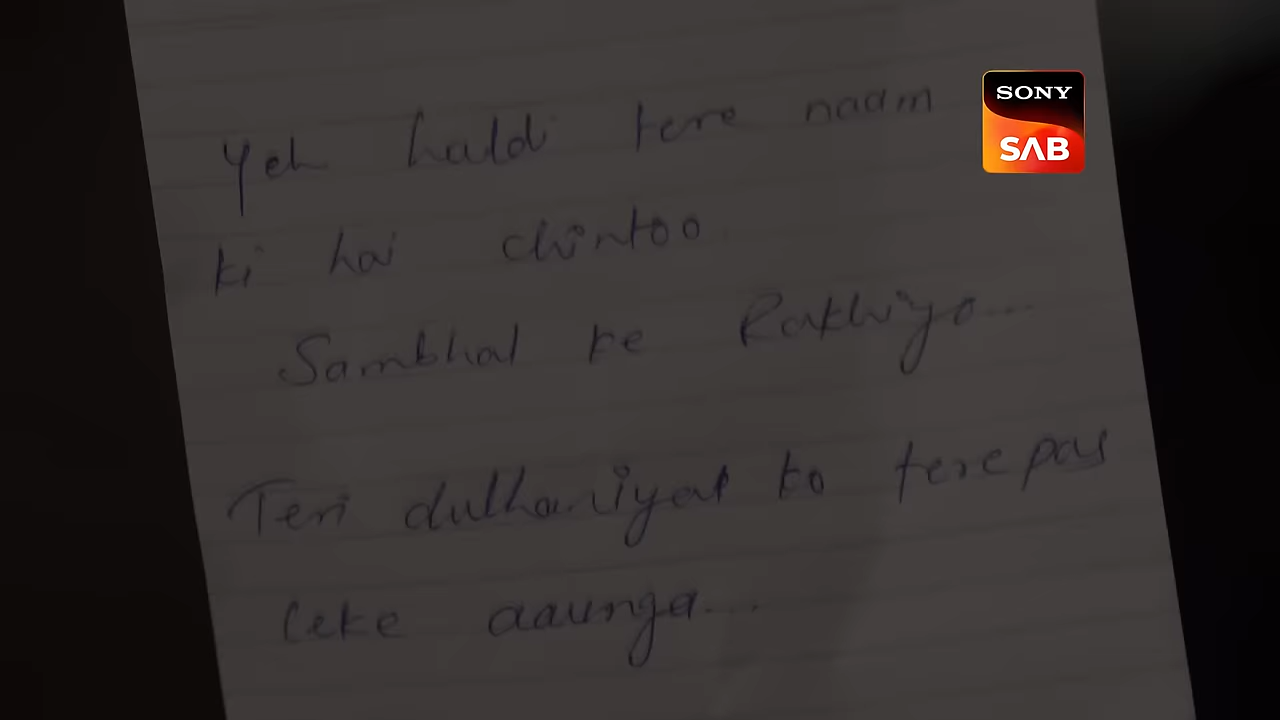 Yeh haldi tere naam
ki hai chintoo
Sambhal ke Rakhiyo...
Teri dulhaniyat ko tere pas
leke aaunga...
SONY
SAB